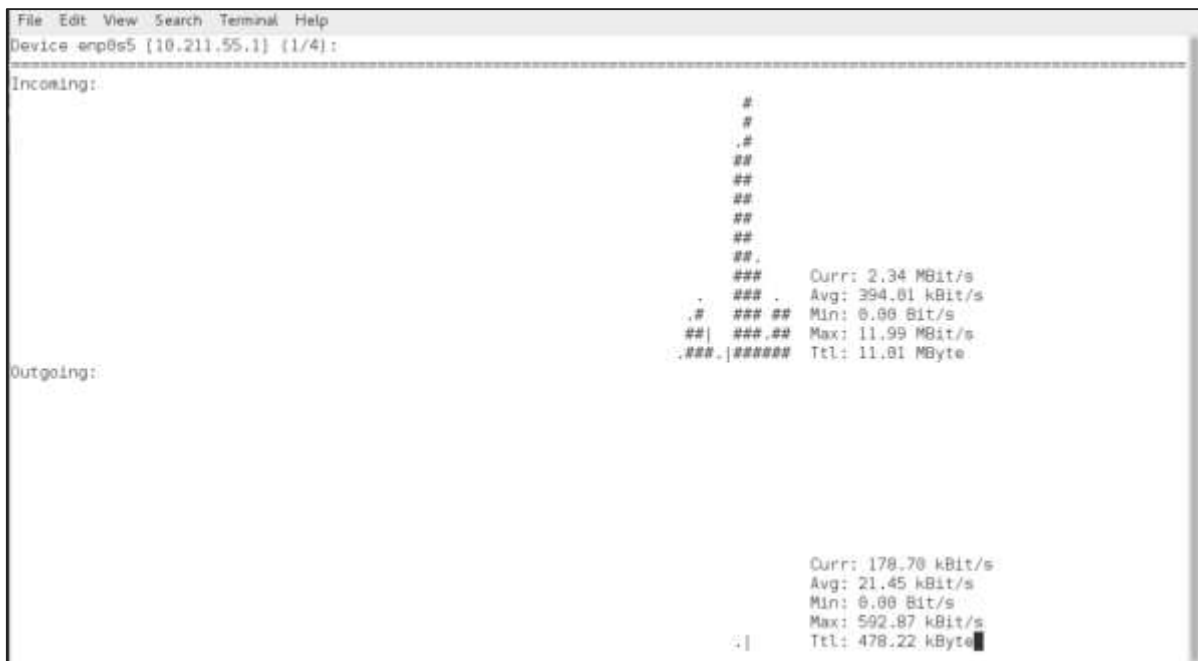 File Edit View Search Terminal Help
Device enp0s5 [10.211.55.1] (1/4):
================================================================================
Incoming:
#
#
.#
##
##
##
##
##
##.
### Curr: 2.34 MBit/s
. ### . Avg: 394.01 kBit/s
.# ### ## Min: 0.00 Bit/s
##| ###.## Max: 11.99 MBit/s
.###.|###### Ttl: 11.01 MByte
Outgoing:
Curr: 178.70 kBit/s
Avg: 21.45 kBit/s
Min: 0.00 Bit/s
Max: 592.87 kBit/s
.| Ttl: 478.22 kByte